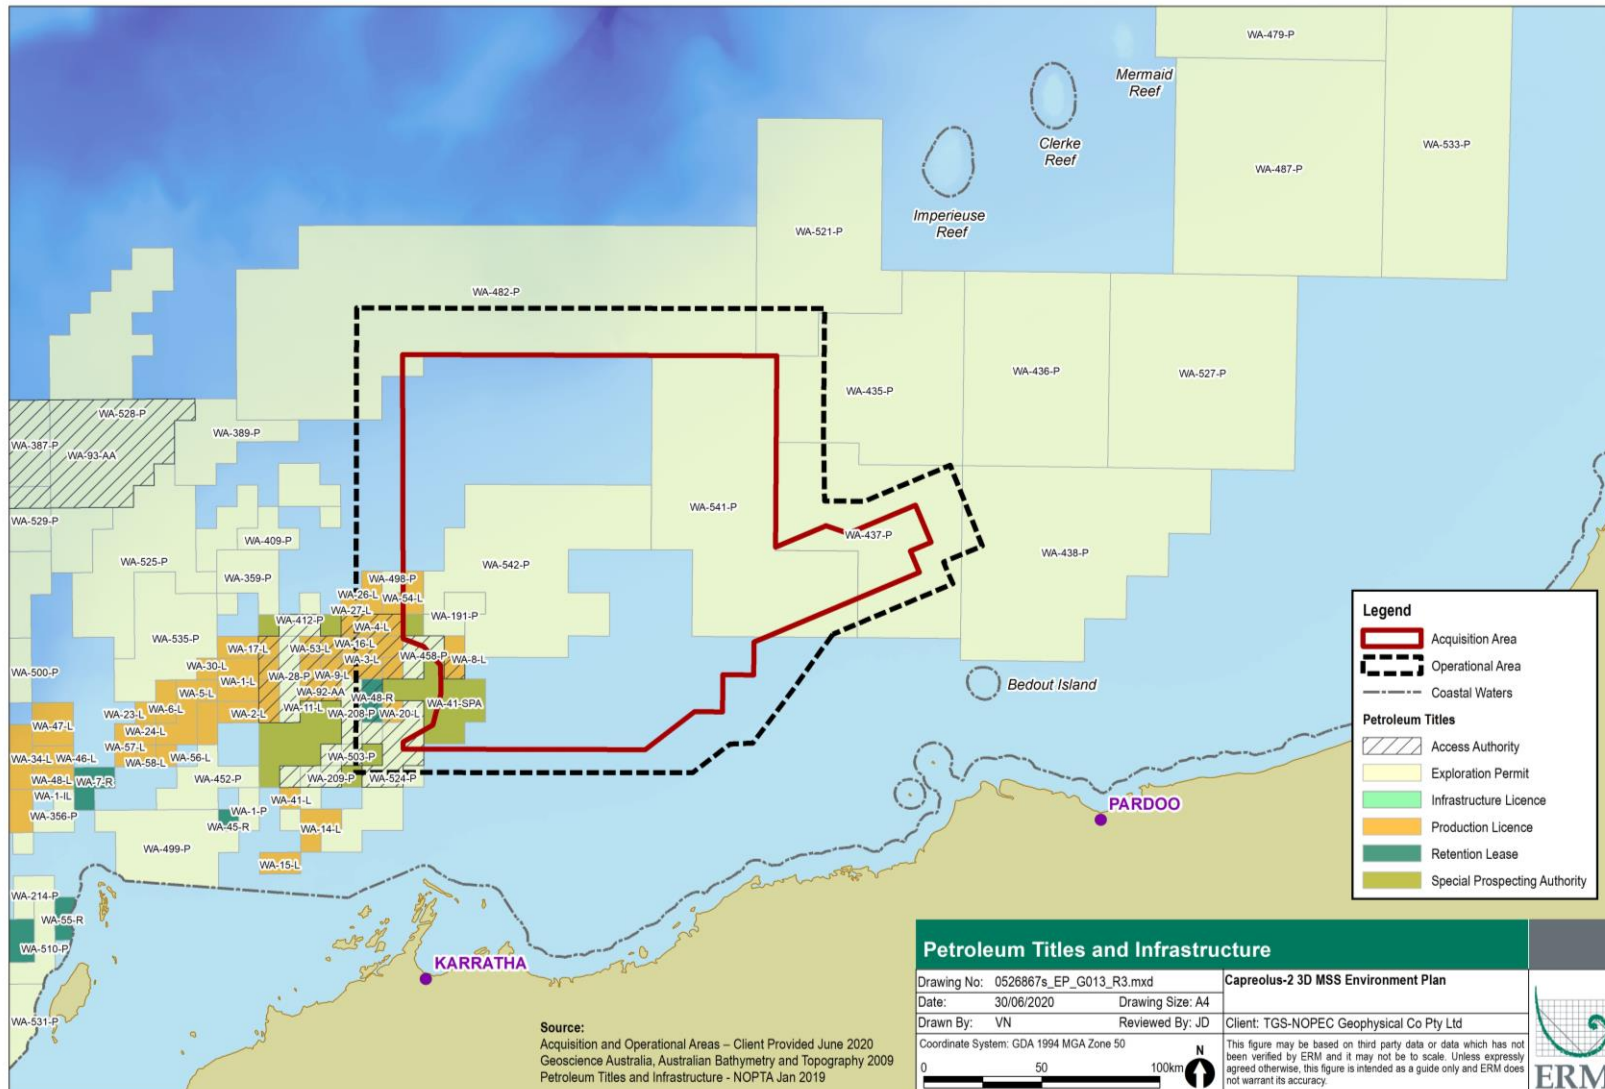 WA-479-P
Mermaid
Reef
Clerke
Reef
WA-533-P
WA-487-P
Imperieuse
Reef
WA-521-P
WA-482-P
WA-436-P
WA-527-P
WA-435-P
WA-528-P
WA-389-P
WA-387-P
WA-93-AA
WA-541-P
WA-529-P
WA-409-P
WA-437-P
WA-438-P
WA-525-P
WA-542-P
WA-359-P
WA-498-P
WA-26-L
WA-54-L
WA-27-L
WA-412-P
WA-191-P
WA-4-L
WA-535-P
WA-17-L
WA-53-L
WA-16-L
WA-458-P
WA-8-L
WA-30-L
WA-3-L
WA-500-P
WA-28-P
WA-9-L
WA-1-L
WA-5-L
WA-92-AA
WA-48-R
WA-41-SPA
Bedout Island
WA-23-L
WA-6-L
WA-2-L
WA-11-L
WA-208-P
WA-20-L
WA-47-L
WA-24-L
WA-57-L
WA-34-L
WA-46-L
WA-58-L
WA-56-L
WA-503-P
WA-48-L
WA-7-R
WA-452-P
WA-209-P
WA-524-P
WA-1-IL
WA-41-L
WA-356-P
WA-1-P
WA-45-R
WA-14-L
WA-499-P
WA-15-L
WA-214-P
WA-55-R
WA-510-P
WA-531-P
PARDOO
KARRATHA
Legend
Acquisition Area
Operational Area
Coastal Waters
Petroleum Titles
Access Authority
Exploration Permit
Infrastructure Licence
Production Licence
Retention Lease
Special Prospecting Authority
Source:
Acquisition and Operational Areas – Client Provided June 2020
Geoscience Australia, Australian Bathymetry and Topography 2009
Petroleum Titles and Infrastructure - NOPTA Jan 2019
Petroleum Titles and Infrastructure
Drawing No: 0526867s_EP_G013_R3.mxd
Capreolus-2 3D MSS Environment Plan
Date: 30/06/2020 Drawing Size: A4
Drawn By: VN Reviewed By: JD
Client: TGS-NOPEC Geophysical Co Pty Ltd
Coordinate System: GDA 1994 MGA Zone 50
0 50 100km
N
This figure may be based on third party data or data which has not
been verified by ERM and it may not be to scale. Unless expressly
agreed otherwise, this figure is intended as a guide only and ERM does
not warrant its accuracy.
ERM